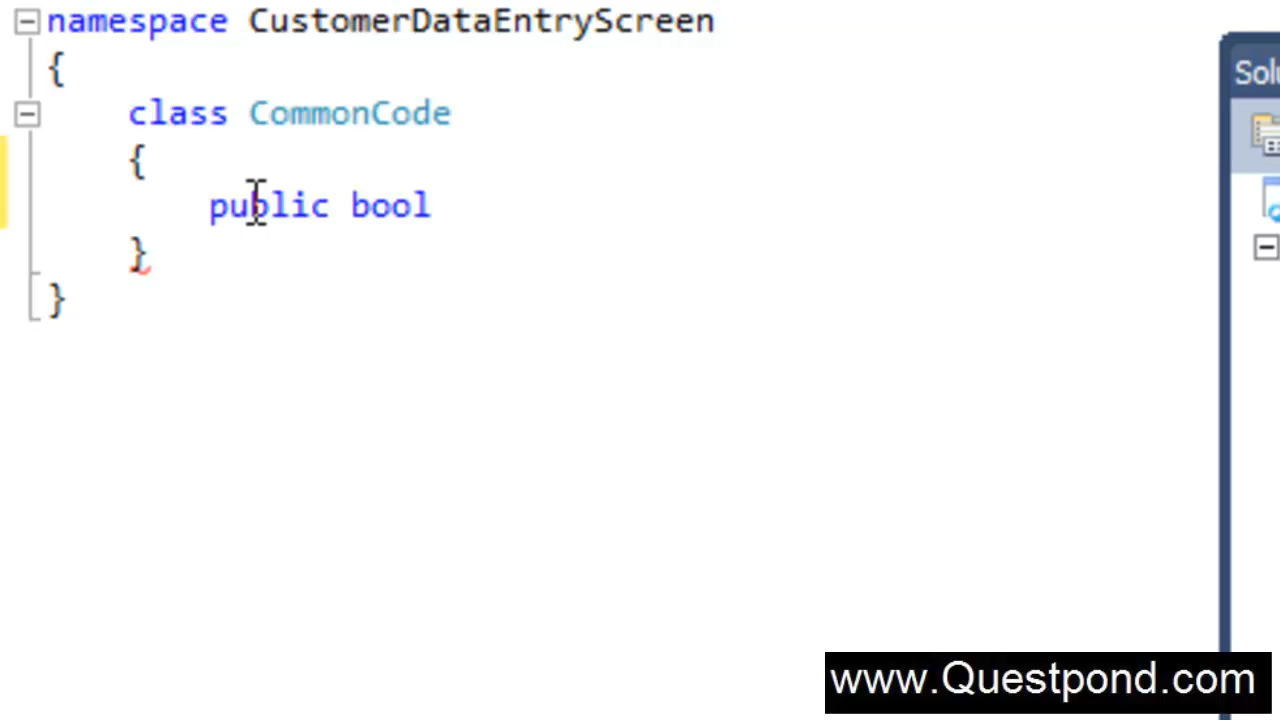 namespace CustomerDataEntryScreen
{
class CommonCode
{
public bool
}
}
Solu
www.Questpond.com